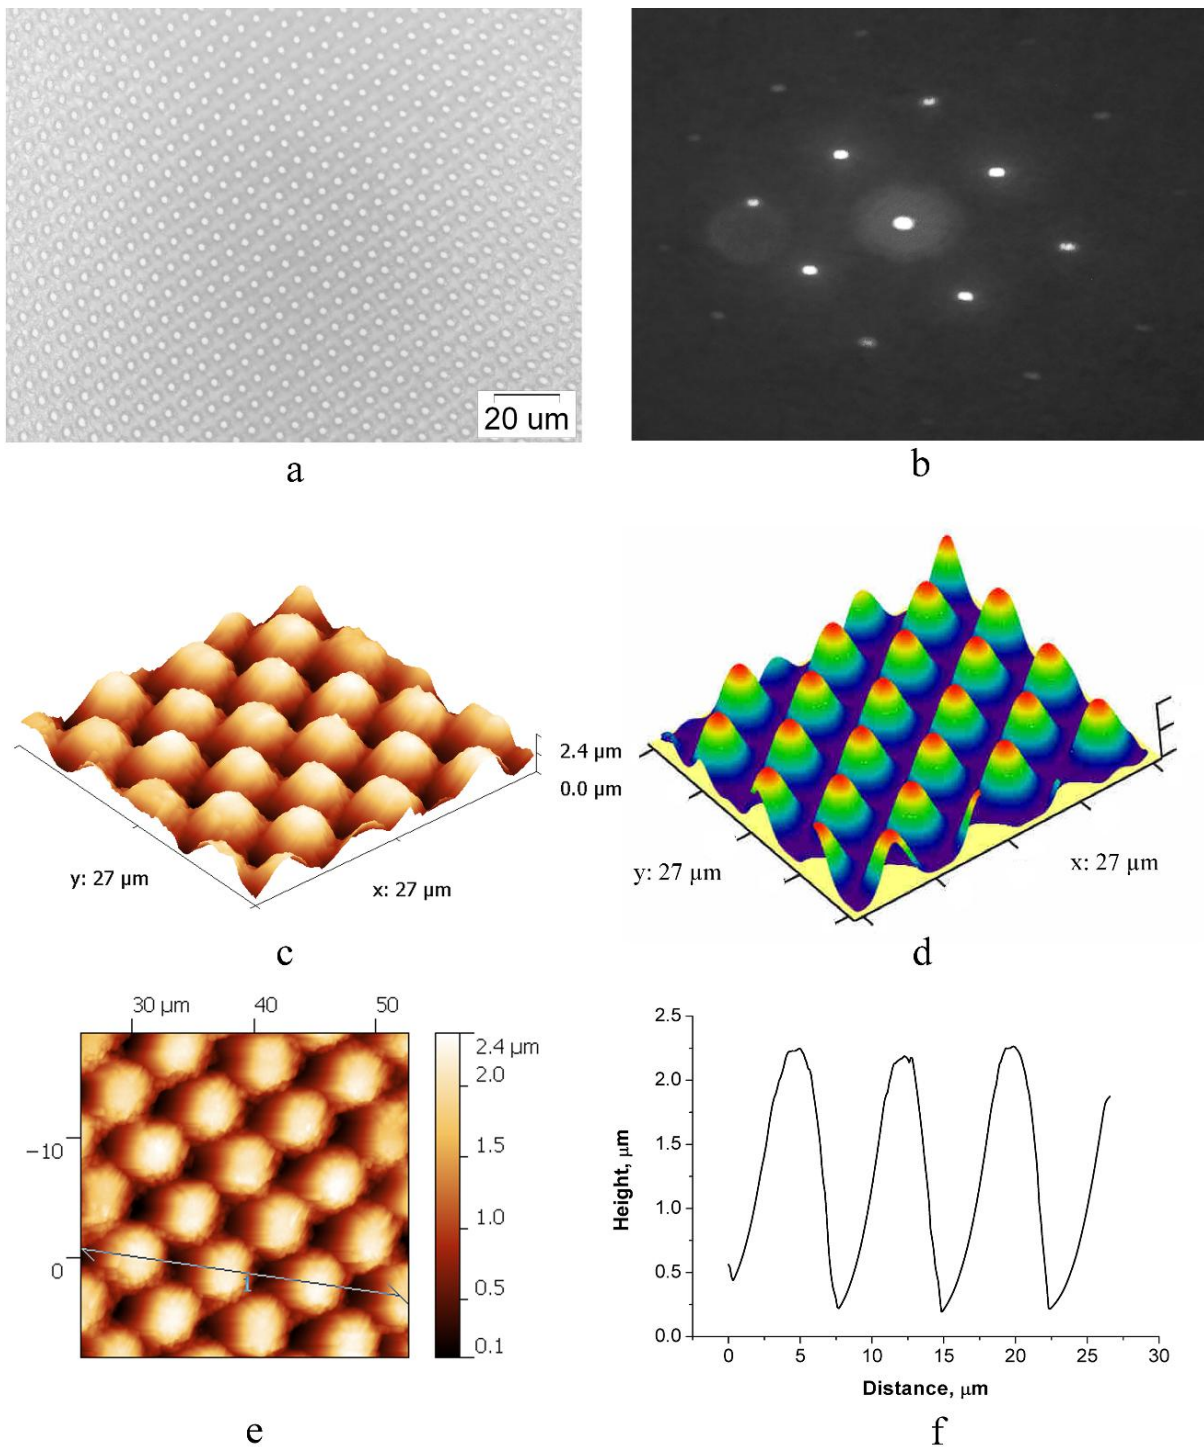 20 um
a
b
2.4 µm
0.0 µm
y: 27 µm
x: 27 µm
c
y: 27 µm
x: 27 µm
d
30 µm 40 50
−10
0
1
2.4 µm
2.0
1.5
1.0
0.5
0.1
e
2.5
2.0
1.5
1.0
0.5
0.0
Height, µm
0 5 10 15 20 25 30
Distance, µm
f